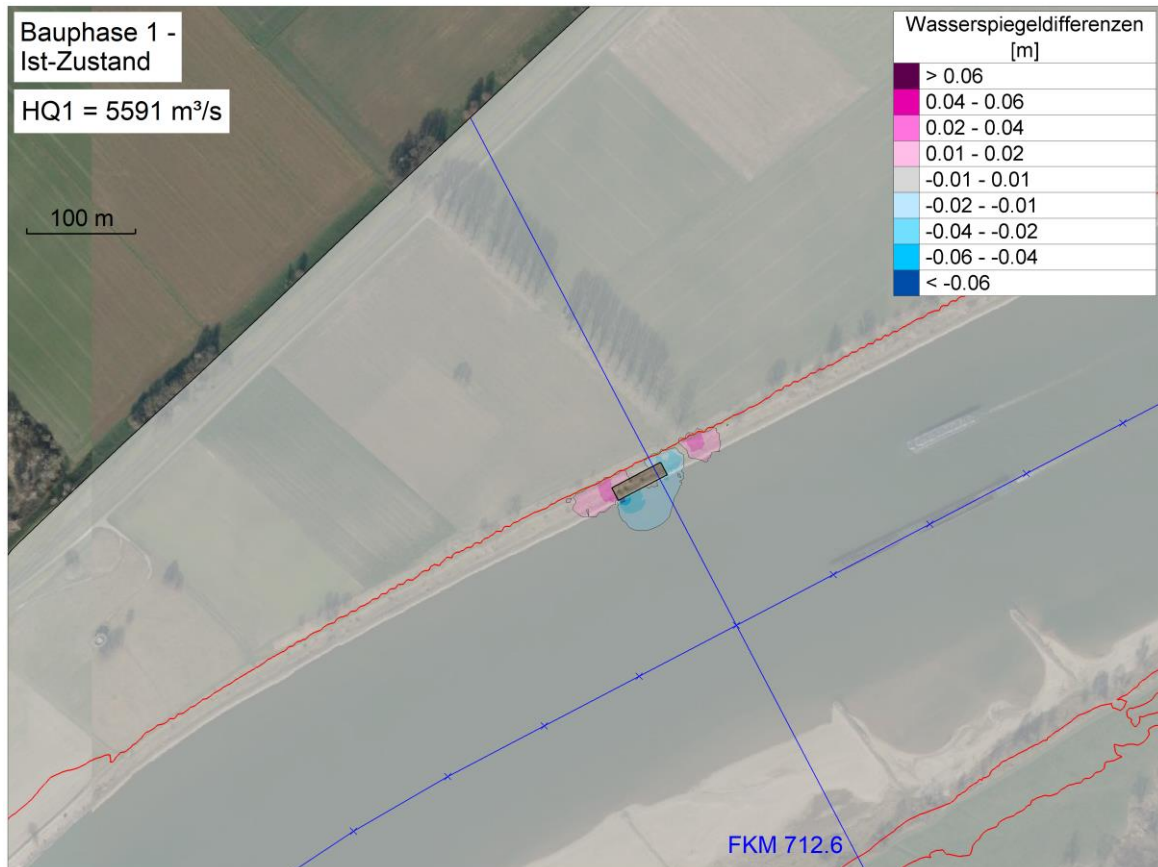 Bauphase 1 -
Ist-Zustand
HQ1 = 5591 m³/s
100 m
Wasserspiegeldifferenzen
[m]
> 0.06
0.04 - 0.06
0.02 - 0.04
0.01 - 0.02
-0.01 - 0.01
-0.02 - -0.01
-0.04 - -0.02
-0.06 - -0.04
< -0.06
FKM 712.6